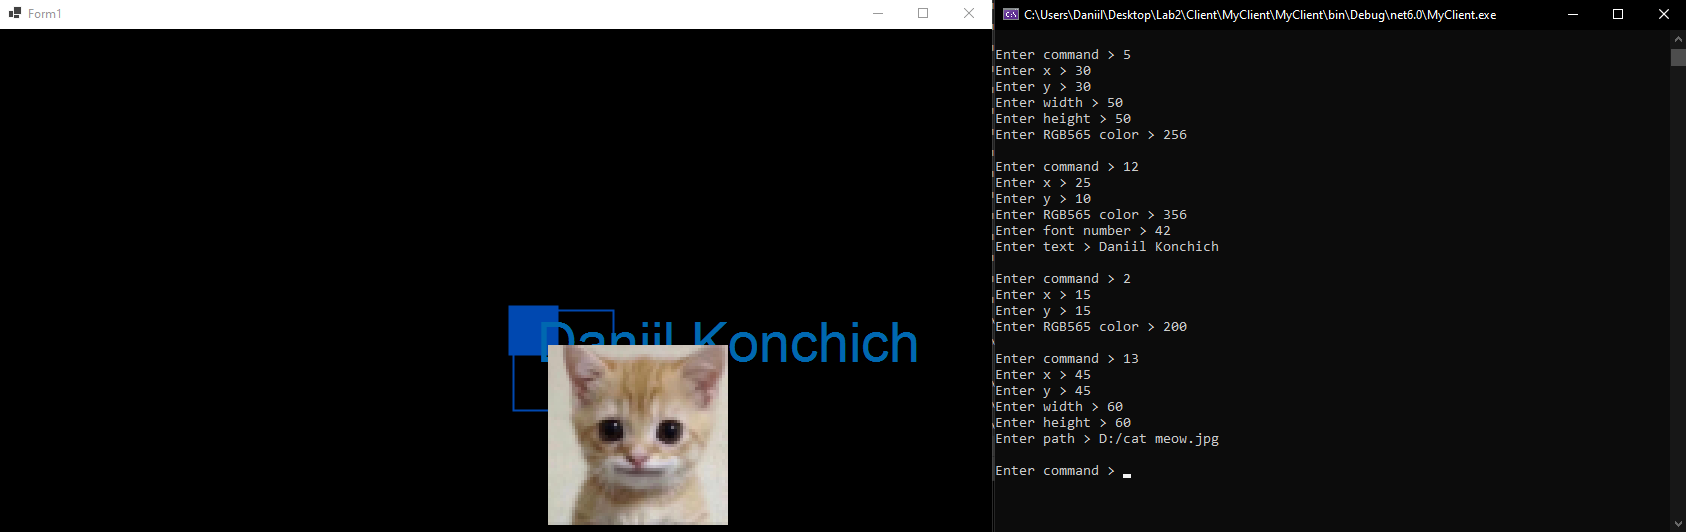 Form1
Daniil Konchich
C:\Users\Daniil\Desktop\Lab2\Client\MyClient\MyClient\bin\Debug\net6.0\MyClient.exe
Enter command > 5
Enter x > 30
Enter y > 30
Enter width > 50
Enter height > 50
Enter RGB565 color > 256
Enter command > 12
Enter x > 25
Enter y > 10
Enter RGB565 color > 356
Enter font number > 42
Enter text > Daniil Konchich
Enter command > 2
Enter x > 15
Enter y > 15
Enter RGB565 color > 200
Enter command > 13
Enter x > 45
Enter y > 45
Enter width > 60
Enter height > 60
Enter path > D:/cat meow.jpg
Enter command >